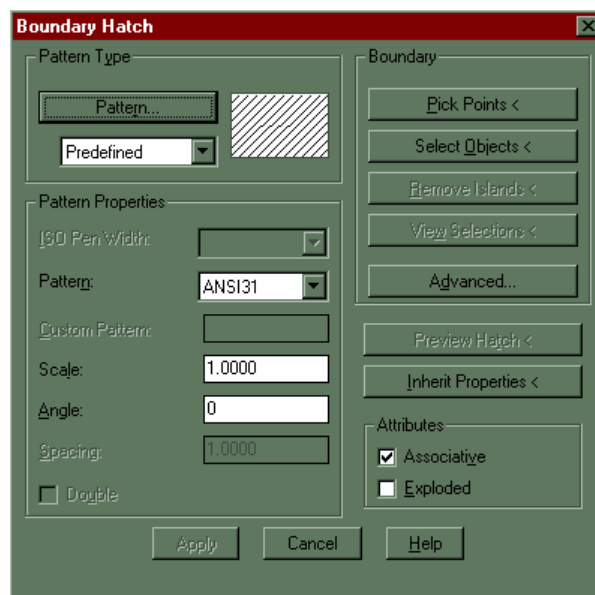 Boundary Hatch
Pattern Type
Pattern...
Predefined
Pattern Properties
ISO Pen Width:
Pattern:
ANSI31
Custom Pattern:
Scale:
1.0000
Angle:
0
Spacing:
1.0000
Double
Boundary
Pick Points <
Select Objects <
Remove Islands <
View Selections <
Advanced...
Preview Hatch <
Inherit Properties <
Attributes
Associative
Exploded
Apply
Cancel
Help